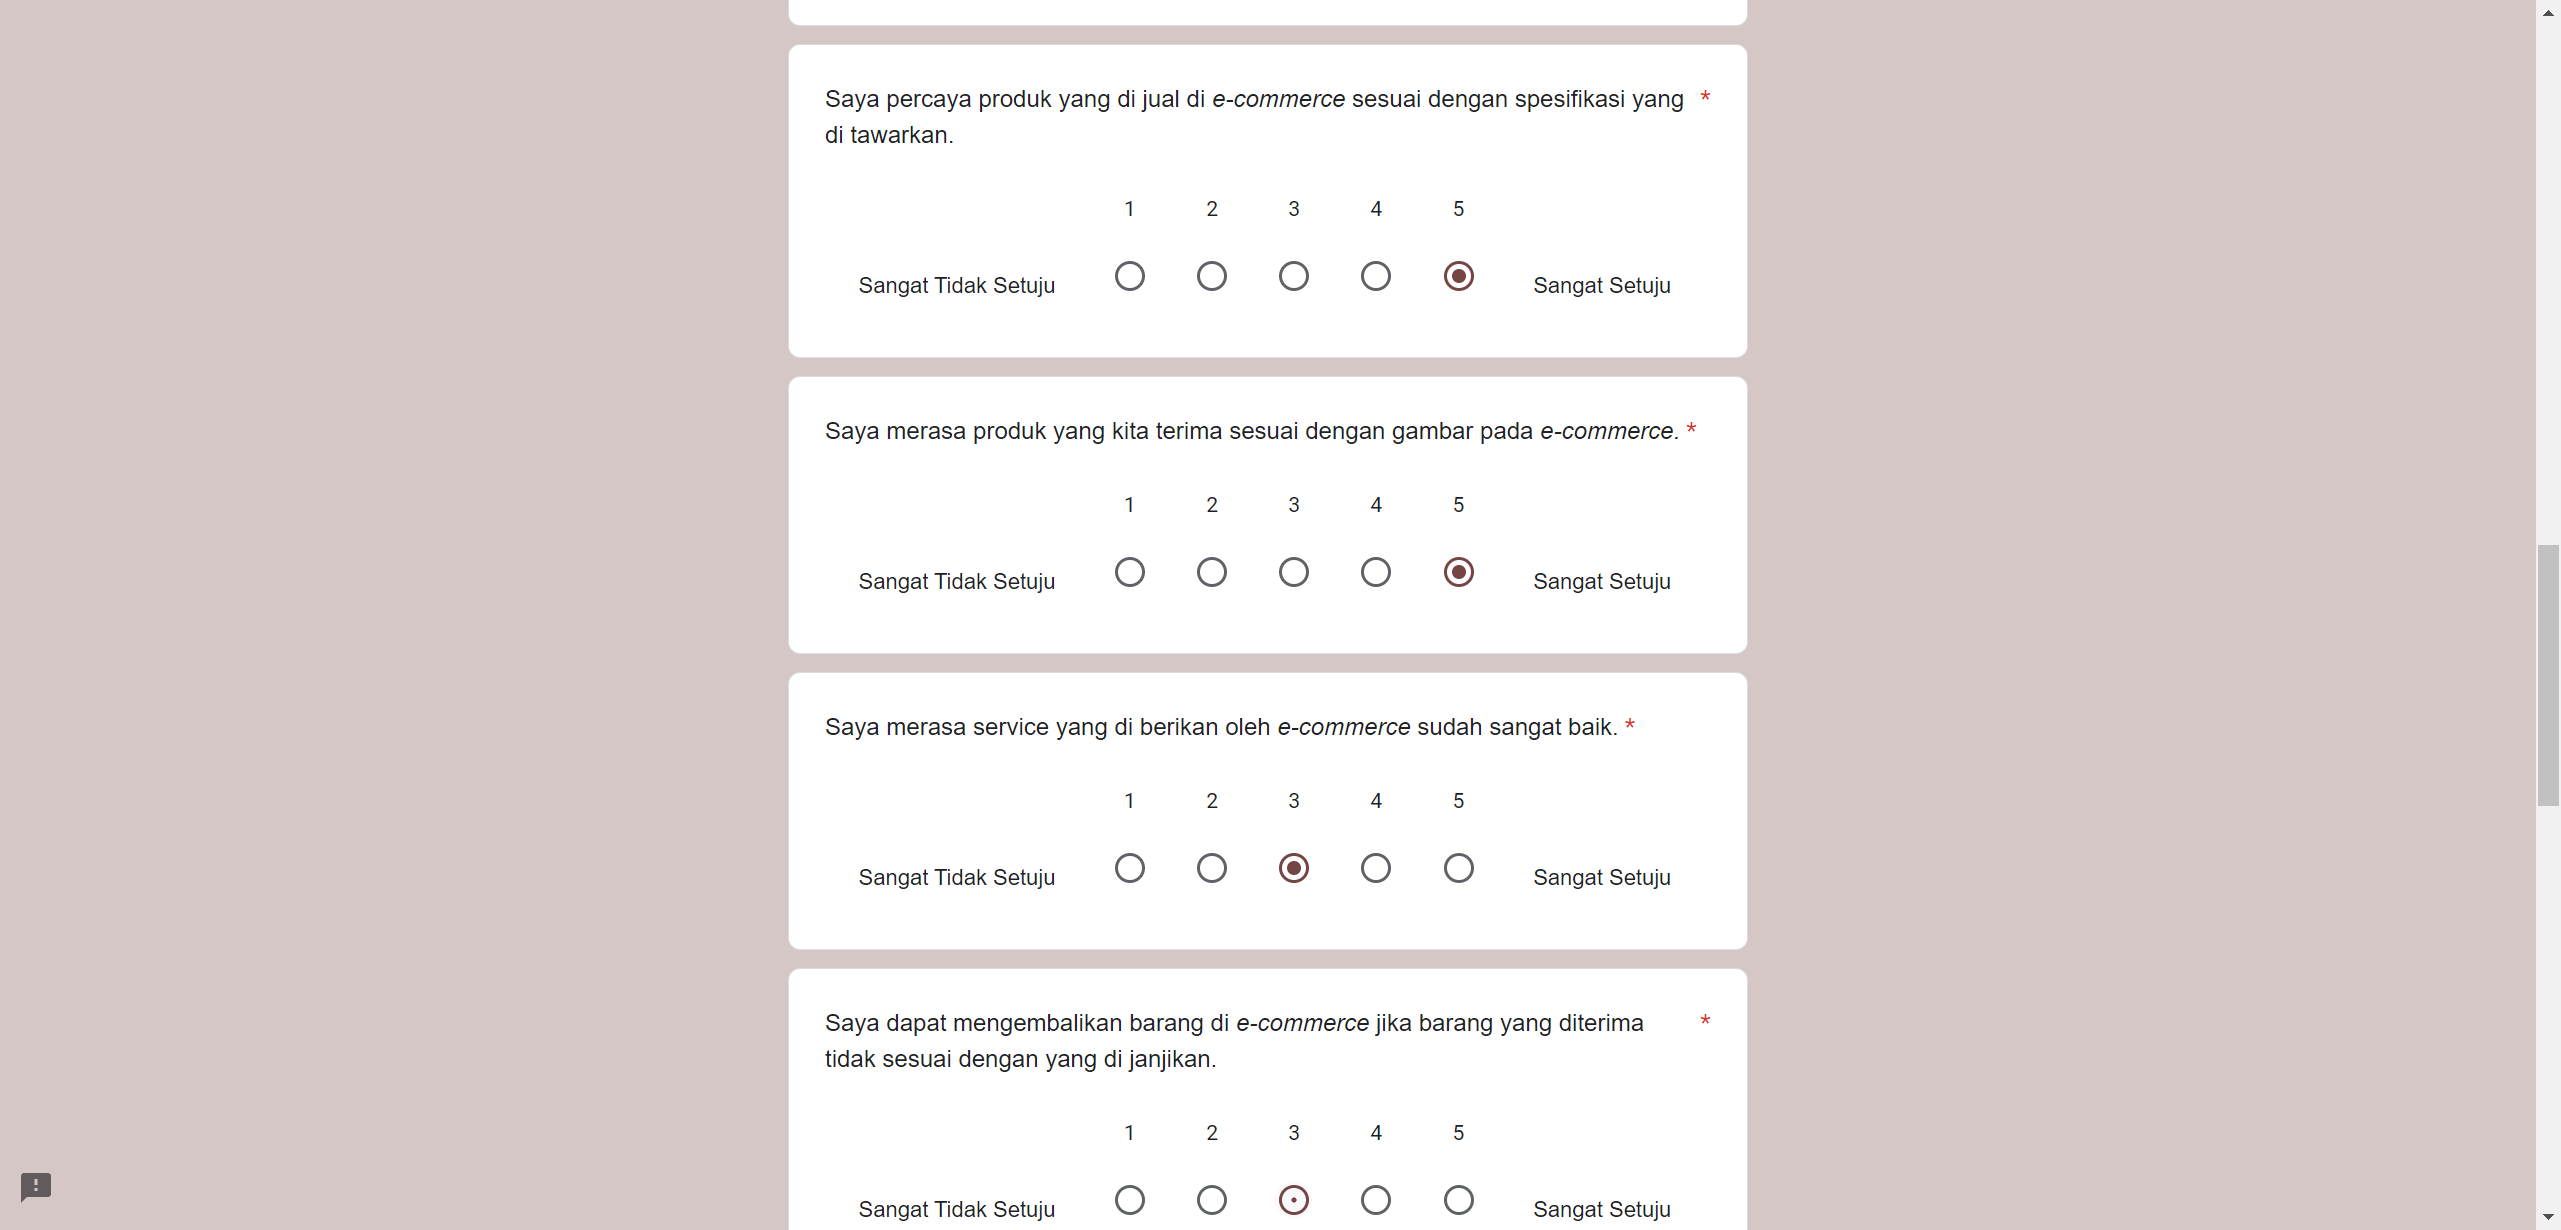 Saya percaya produk yang di jual di e-commerce sesuai dengan spesifikasi yang *
di tawarkan.
1 2 3 4 5
Sangat Tidak Setuju Sangat Setuju
Saya merasa produk yang kita terima sesuai dengan gambar pada e-commerce. *
1 2 3 4 5
Sangat Tidak Setuju Sangat Setuju
Saya merasa service yang di berikan oleh e-commerce sudah sangat baik. *
1 2 3 4 5
Sangat Tidak Setuju Sangat Setuju
Saya dapat mengembalikan barang di e-commerce jika barang yang diterima *
tidak sesuai dengan yang di janjikan.
1 2 3 4 5
Sangat Tidak Setuju Sangat Setuju